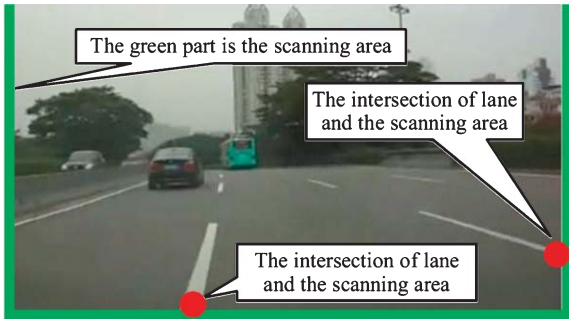 The green part is the scanning area
The intersection of lane
and the scanning area
The intersection of lane
and the scanning area